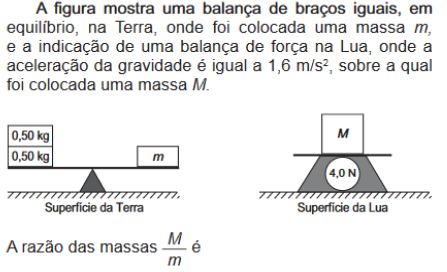 A figura mostra uma balança de braços iguais, em
equilíbrio, na Terra, onde foi colocada uma massa m,
e a indicação de uma balança de força na Lua, onde a
aceleração da gravidade é igual a 1,6 m/s², sobre a qual
foi colocada uma massa M.
0,50 kg
0,50 kg
m
Superfície da Terra
M
4,0 N
Superfície da Lua
A razão das massas M/m é